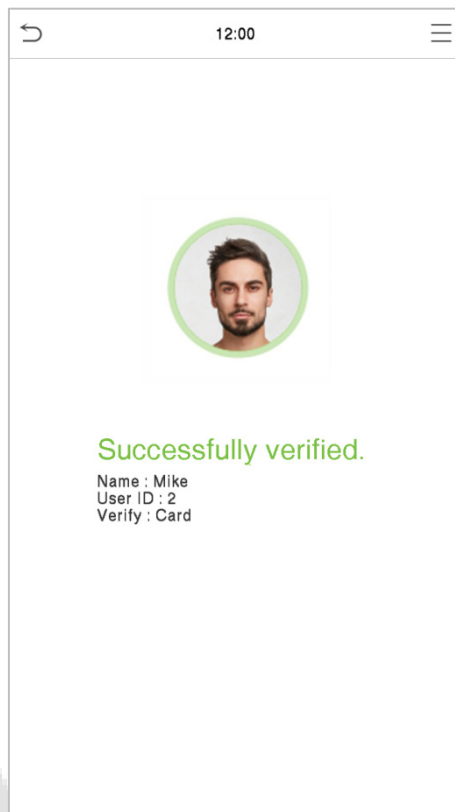 12:00
Successfully verified.
Name : Mike
User ID : 2
Verify : Card